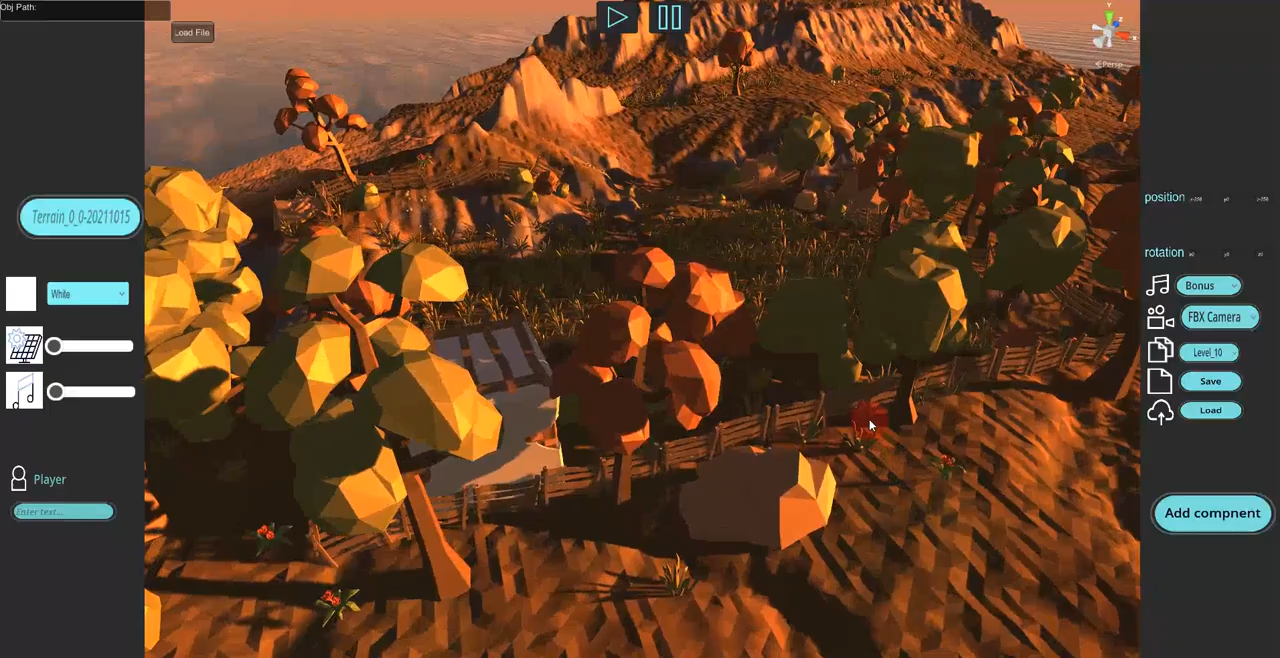 Obj Path:
Load File
Y
Z
X
Persp
Terrain_0_0-20211015
White
Player
Enter text...
position
rotation
Bonus
FBX Camera
Level_10
Save
Load
Add compnent